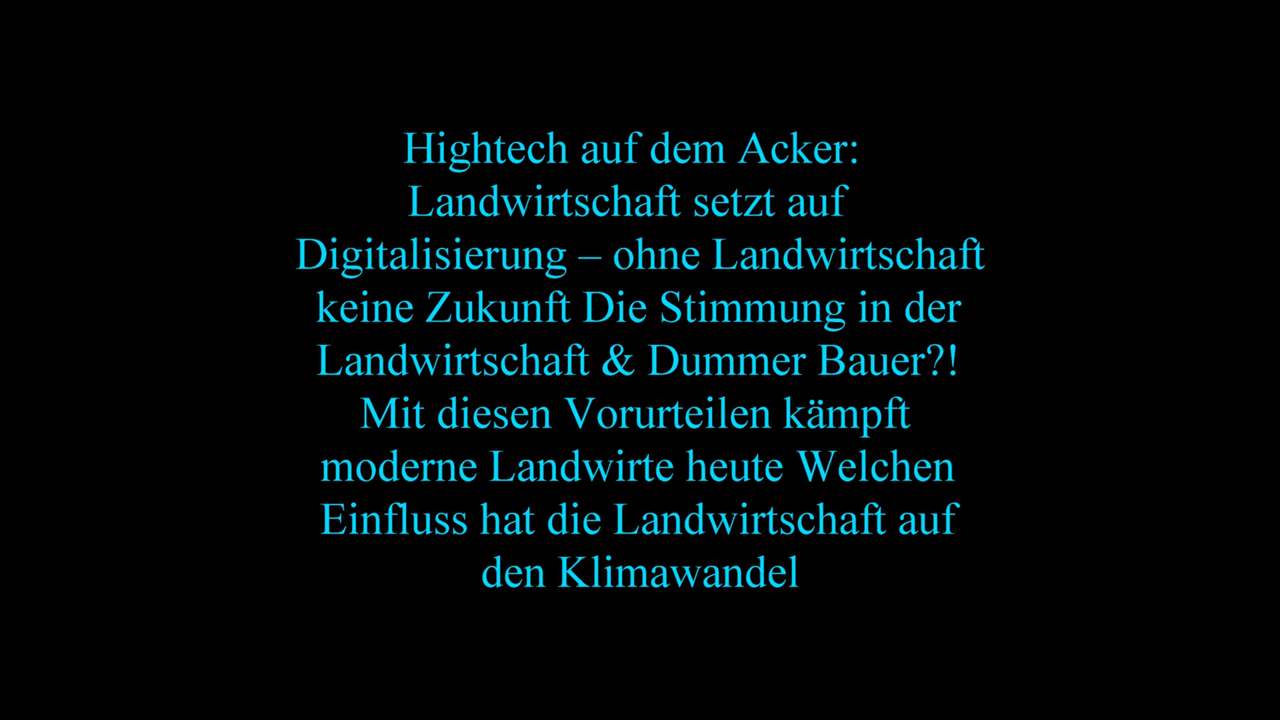 Hightech auf dem Acker:
Landwirtschaft setzt auf
Digitalisierung – ohne Landwirtschaft
keine Zukunft Die Stimmung in der
Landwirtschaft & Dummer Bauer?!
Mit diesen Vorurteilen kämpft
moderne Landwirte heute Welchen
Einfluss hat die Landwirtschaft auf
den Klimawandel